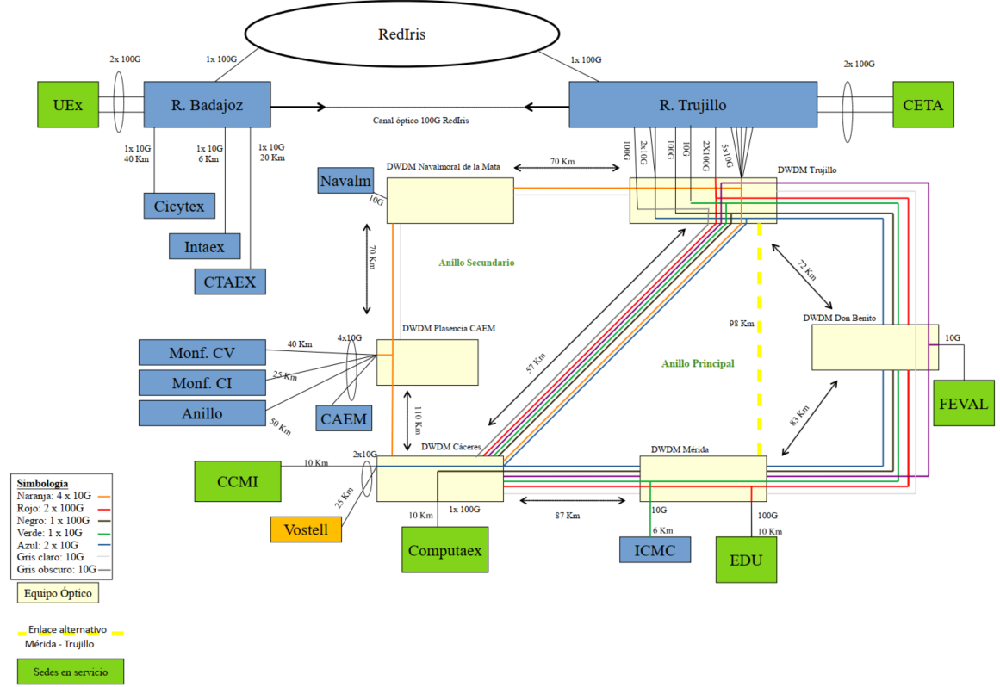 RedIris
2x 100G
1x 100G
1x 100G
2x 100G
UEx
R. Badajoz
R. Trujillo
CETA
Canal óptico 100G RedIris
1x 10G
40 Km
1x 10G
6 Km
1x 10G
20 Km
100G
2x10G
100G
10G
2X100G
5x10G
DWDM Navalmoral de la Mata
70 Km
DWDM Trujillo
Navalm
10G
Cicytex
Intaex
CTAEX
70 Km
Anillo Secundario
72 Km
DWDM Plasencia CAEM
98 Km
DWDM Don Benito
4x10G
10G
Monf. CV
40 Km
Monf. CI
25 Km
Anillo
50 Km
CAEM
57 Km
Anillo Principal
FEVAL
110 Km
83 Km
DWDM Cáceres
DWDM Mérida
2x10G
CCMI
10 Km
25 Km
Vostell
10 Km
1x 100G
87 Km
10G
6 Km
100G
10 Km
Computaex
ICMC
EDU
Simbología
Naranja: 4 x 10G
Rojo: 2 x 100G
Negro: 1 x 100G
Verde: 1 x 10G
Azul: 2 x 10G
Gris claro: 10G
Gris obscuro: 10G
Equipo Óptico
Enlace alternativo
Mérida - Trujillo
Sedes en servicio